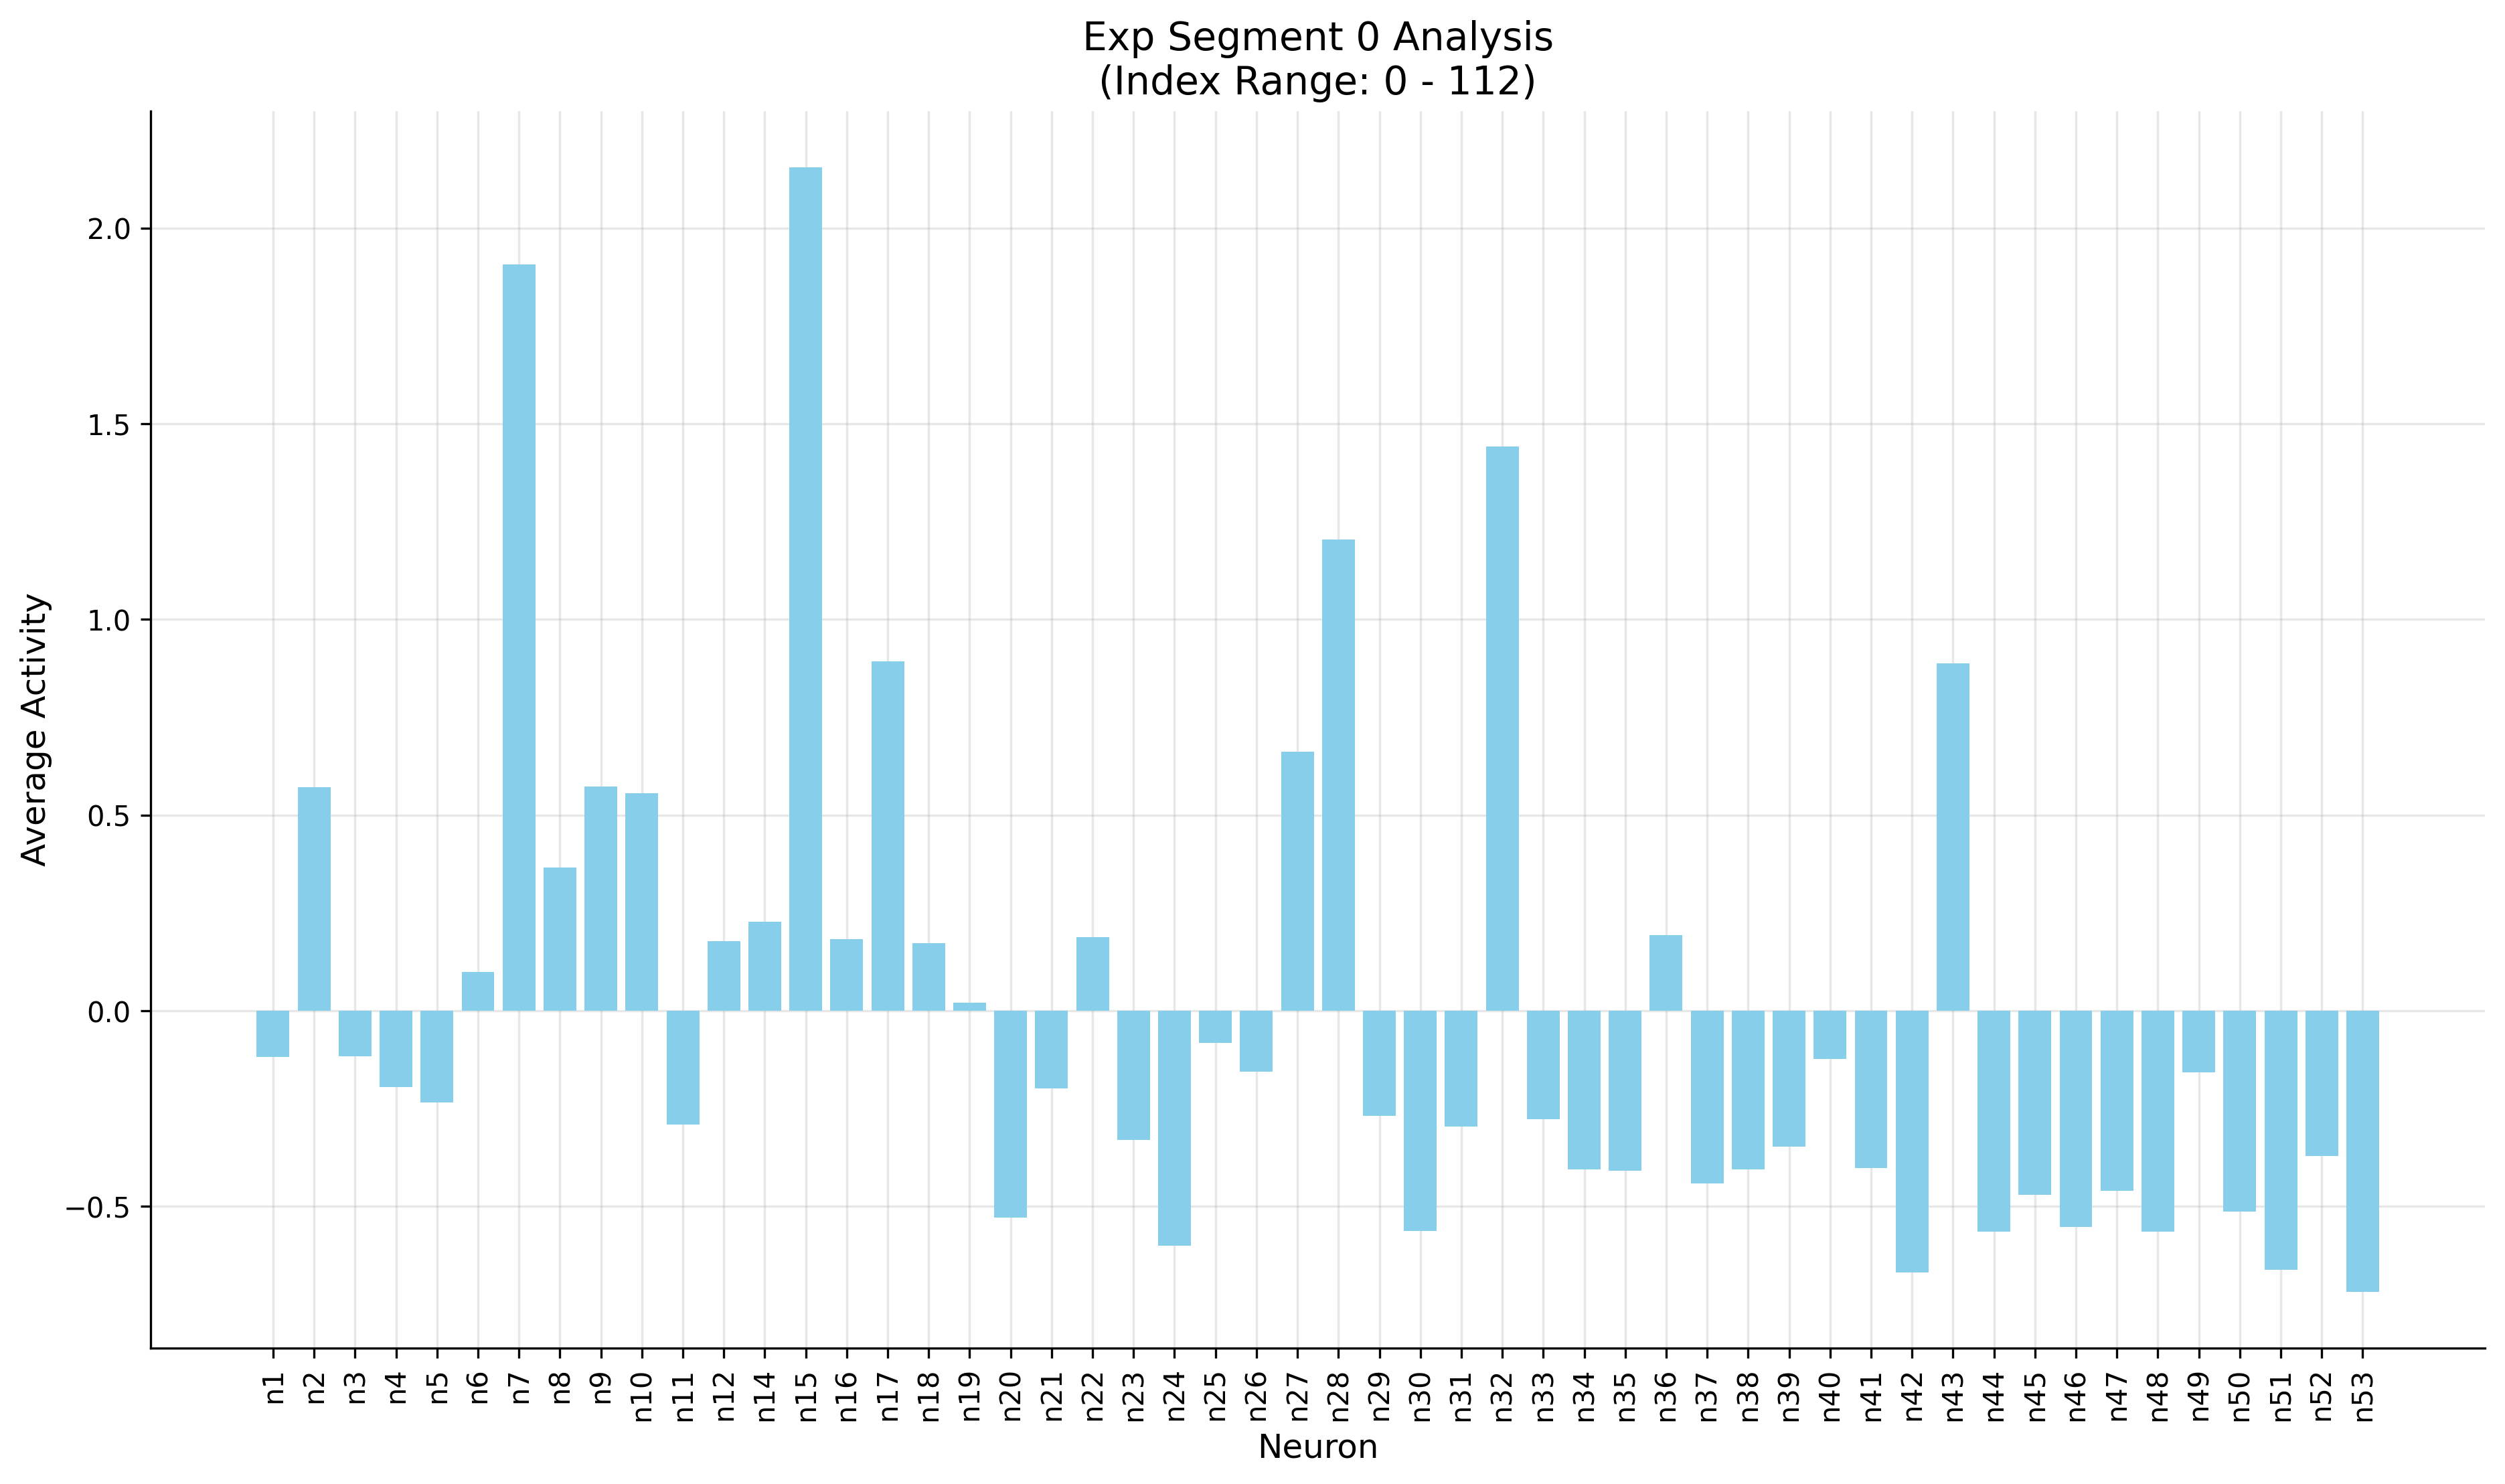 Exp Segment 0 Analysis
(Index Range: 0 - 112)
Average Activity
2.0
1.5
1.0
0.5
0.0
−0.5
n1 n2 n3 n4 n5 n6 n7 n8 n9 n10 n11 n12 n14 n15 n16 n17 n18 n19 n20 n21 n22 n23 n24 n25 n26 n27 n28 n29 n30 n31 n32 n33 n34 n35 n36 n37 n38 n39 n40 n41 n42 n43 n44 n45 n46 n47 n48 n49 n50 n51 n52 n53
Neuron